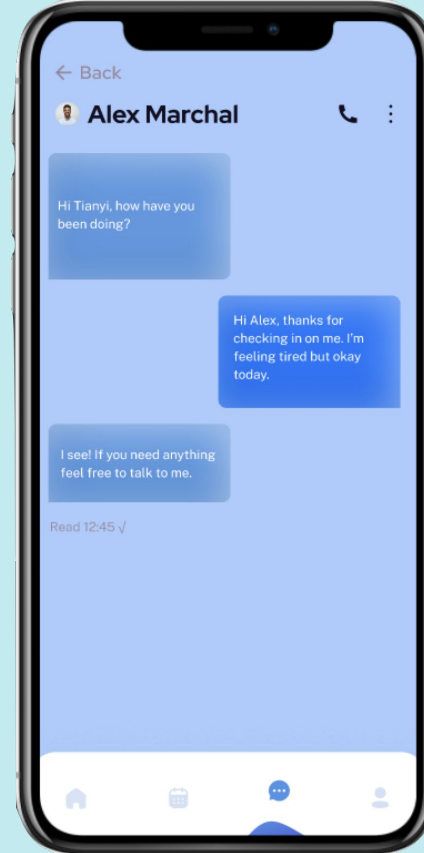 ← Back
Alex Marchal
Hi Tianyi, how have you
been doing?
Hi Alex, thanks for
checking in on me. I'm
feeling tired but okay
today.
I see! If you need anything
feel free to talk to me.
Read 12:45 √